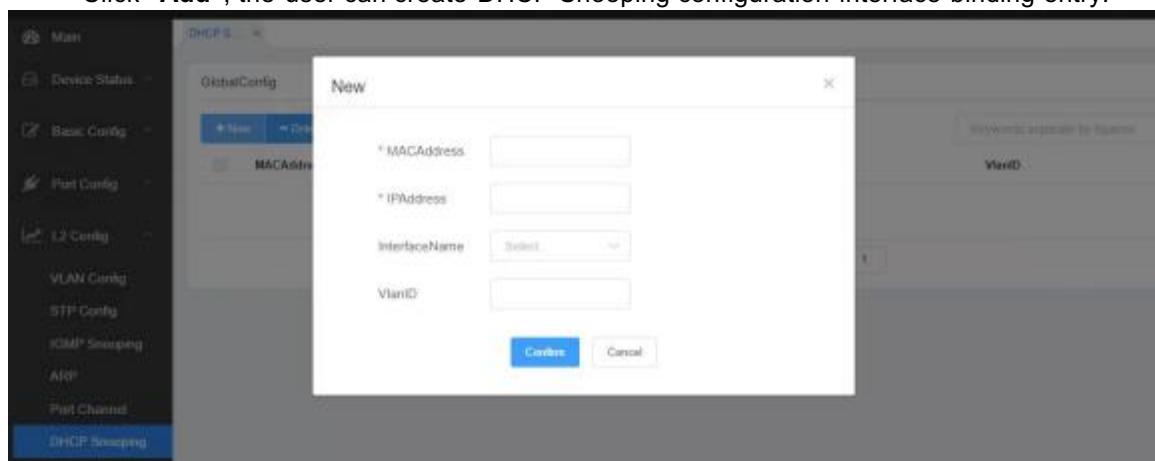 Click "Add", the user can create DHCP Snooping configuration interface binding entry.
Main
DHCP S...
Device Status
GlobalConfig
New
Basic Config
+ New
MACAddre
VlanID
* MACAddress
* IPAddress
Port Config
L2 Config
InterfaceName
Select
1
VLAN Config
VlanID
STP Config
IGMP Snooping
Confirm
Cancel
ARP
Port Channel
DHCP Snooping